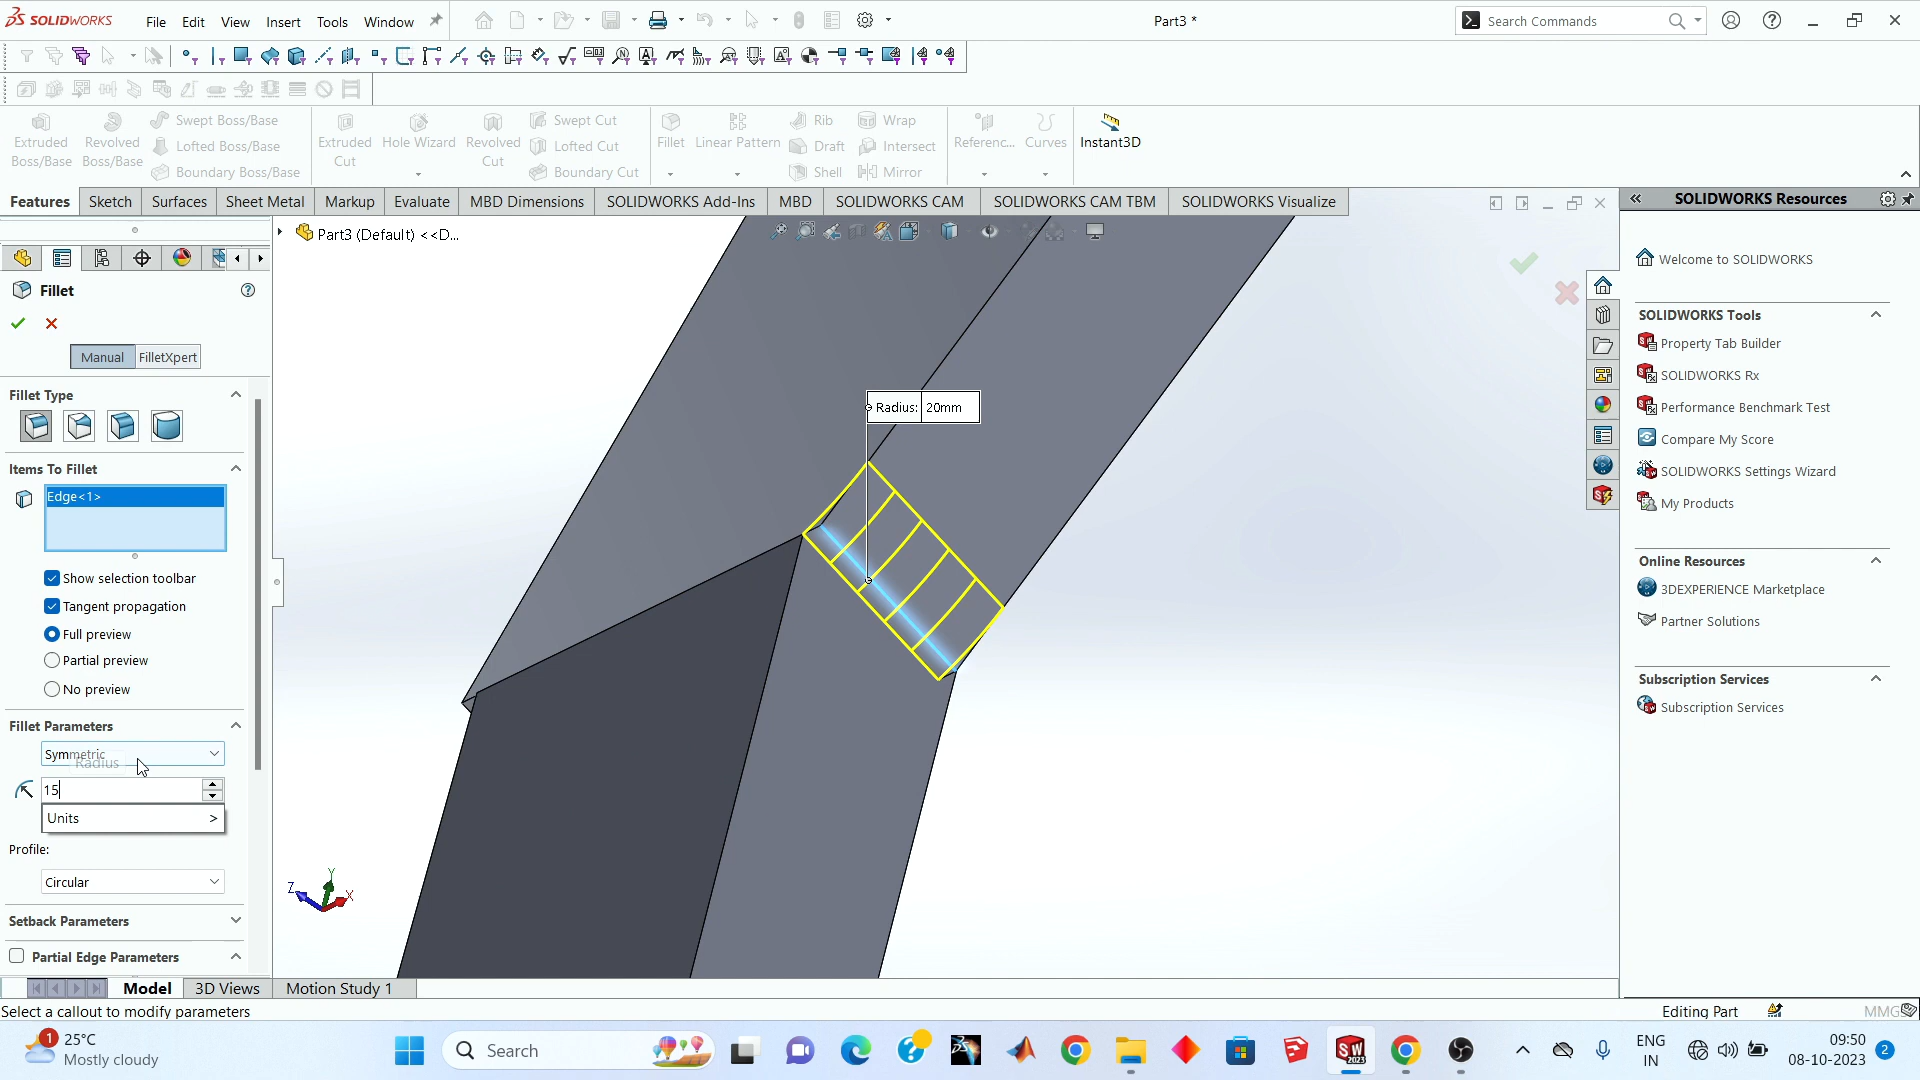 SOLIDWORKS File Edit View Insert Tools Window Part3 * Search Commands
Extruded Boss/Base
Revolved Boss/Base
Swept Boss/Base
Lofted Boss/Base
Boundary Boss/Base
Extruded Cut
Hole Wizard
Revolved Cut
Swept Cut
Lofted Cut
Boundary Cut
Fillet
Linear Pattern
Rib
Draft
Shell
Wrap
Intersect
Mirror
Referenc...
Curves
Instant3D
Features Sketch Surfaces Sheet Metal Markup Evaluate MBD Dimensions SOLIDWORKS Add-Ins MBD SOLIDWORKS CAM SOLIDWORKS CAM TBM SOLIDWORKS Visualize
Part3 (Default) <<D...
Fillet
Manual FilletXpert
Fillet Type
Items To Fillet
Edge<1>
Show selection toolbar
Tangent propagation
Full preview
Partial preview
No preview
Fillet Parameters
Symmetric
Radius
15
Units >
Profile:
Circular
Setback Parameters
Partial Edge Parameters
Radius: 20mm
Z Y X
SOLIDWORKS Resources
Welcome to SOLIDWORKS
SOLIDWORKS Tools
Property Tab Builder
SOLIDWORKS Rx
Performance Benchmark Test
Compare My Score
SOLIDWORKS Settings Wizard
My Products
Online Resources
3DEXPERIENCE Marketplace
Partner Solutions
Subscription Services
Subscription Services
Model 3D Views Motion Study 1
Select a callout to modify parameters Editing Part MMGS
1 25°C
Mostly cloudy
Search
SW 2023
ENG
IN
09:50
08-10-2023
2